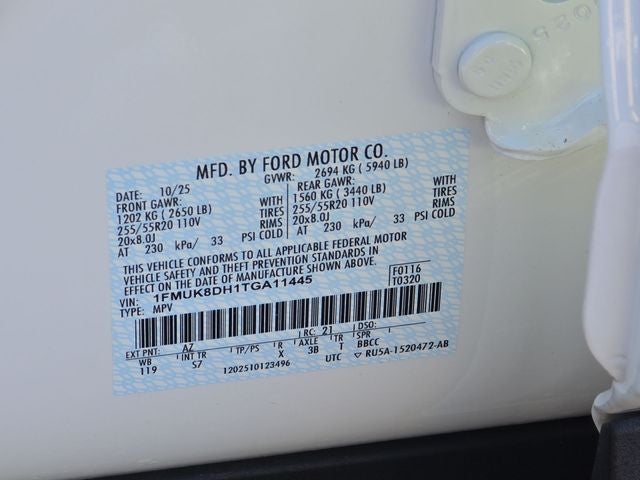 MFD. BY FORD MOTOR CO.
DATE: 10/25 GVWR: 2694 KG ( 5940 LB)
FRONT GAWR: REAR GAWR:
1202 KG ( 2650 LB) WITH 1560 KG ( 3440 LB) WITH
255/55R20 110V TIRES 255/55R20 110V TIRES
20x8.0J RIMS 20x8.0J RIMS
AT 230 kPa/ 33 PSI COLD AT 230 kPa/ 33 PSI COLD
THIS VEHICLE CONFORMS TO ALL APPLICABLE FEDERAL MOTOR
VEHICLE SAFETY AND THEFT PREVENTION STANDARDS IN
EFFECT ON THE DATE OF MANUFACTURE SHOWN ABOVE.
VIN: 1FMUK8DH1TGA11445 F0116
TYPE: MPV T0320
EXT PNT: AZ RC: 21 DSO:
WB INT TR TP/PS R AXLE TR SPR
119 S7 X 3B T BBCC
1202510123496 UTC ▽ RU5A-1520472-AB